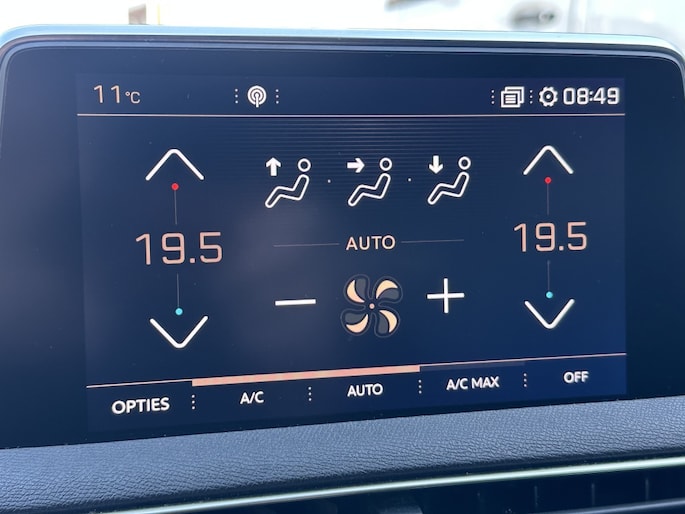 11°C 08:49
19.5 19.5
AUTO
OPTIES A/C AUTO A/C MAX OFF